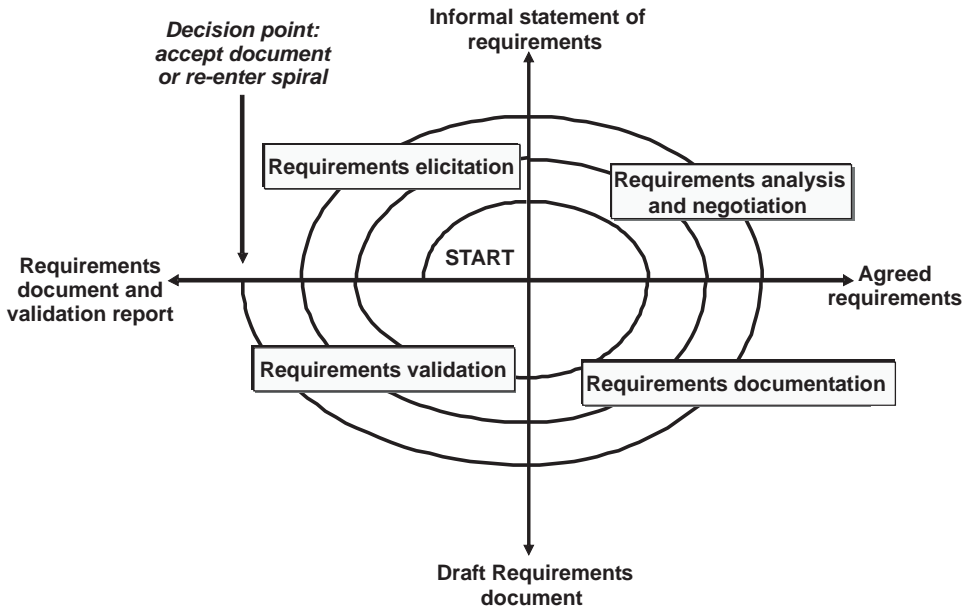 Informal statement of
requirements
Decision point:
accept document
or re-enter spiral
Requirements elicitation
Requirements analysis
and negotiation
START
Requirements
document and
validation report
Agreed
requirements
Requirements validation
Requirements documentation
Draft Requirements
document